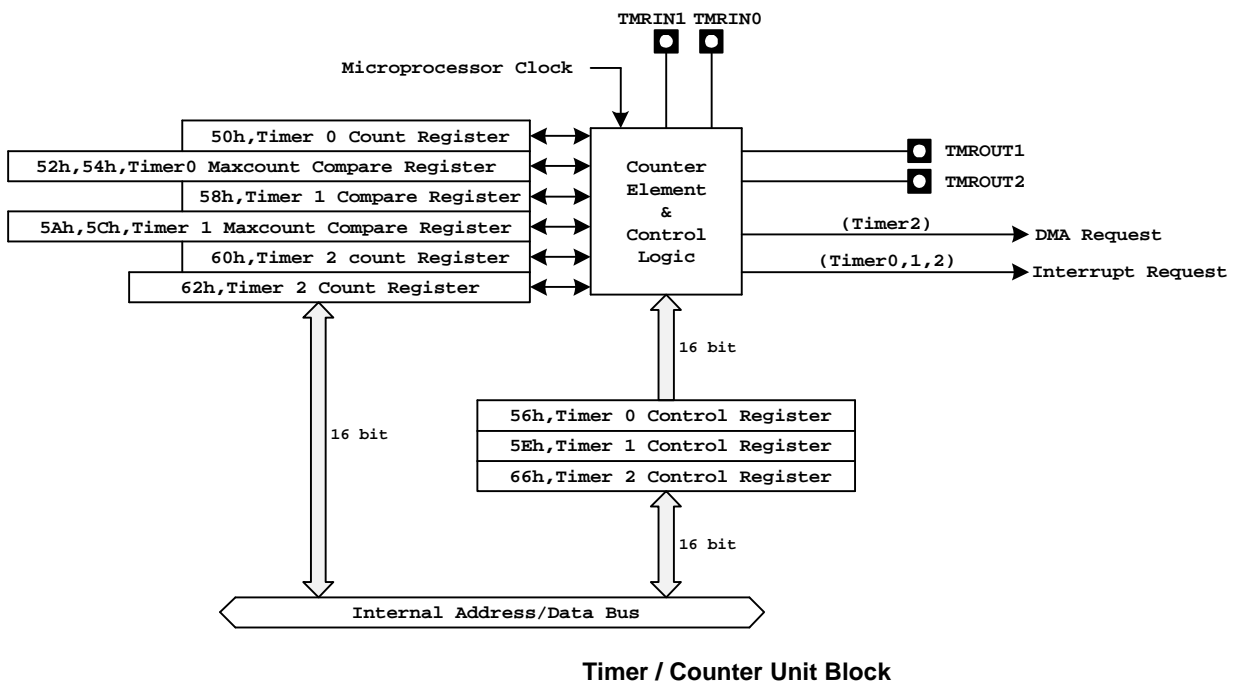 TMRIN1 TMRIN0
Microprocessor Clock
50h,Timer 0 Count Register
52h,54h,Timer0 Maxcount Compare Register
58h,Timer 1 Compare Register
5Ah,5Ch,Timer 1 Maxcount Compare Register
60h,Timer 2 count Register
62h,Timer 2 Count Register
Counter
Element
&
Control
Logic
TMROUT1
TMROUT2
(Timer2)
DMA Request
(Timer0,1,2)
Interrupt Request
16 bit
56h,Timer 0 Control Register
5Eh,Timer 1 Control Register
66h,Timer 2 Control Register
16 bit
16 bit
Internal Address/Data Bus
Timer / Counter Unit Block